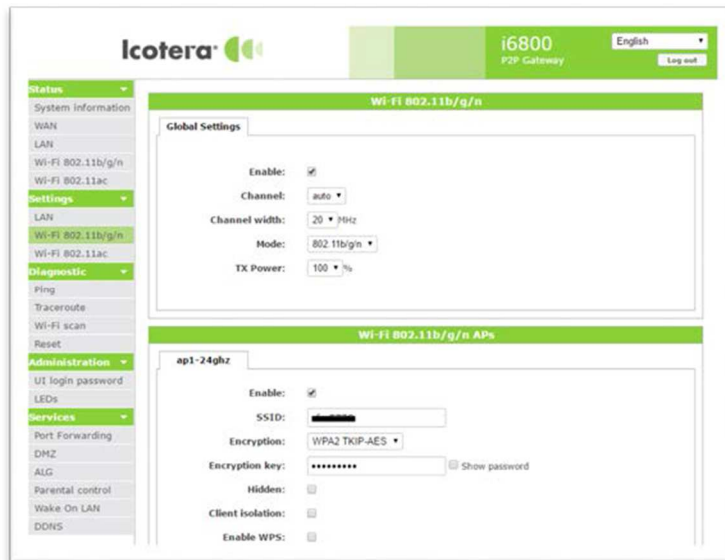 Icotera
i6800
P2P Gateway
English
Log out
Status
System information
WAN
LAN
Wi-Fi 802.11b/g/n
Wi-Fi 802.11ac
Settings
LAN
Wi-Fi 802.11b/g/n
Wi-Fi 802.11ac
Diagnostic
Ping
Traceroute
Wi-Fi scan
Reset
Administration
UI login password
LEDs
Services
Port Forwarding
DMZ
ALG
Parental control
Wake On LAN
DDNS
Wi-Fi 802.11b/g/n
Global Settings
Enable:
Channel: auto
Channel width: 20 MHz
Mode: 802.11b/g/n
TX Power: 100 %
Wi-Fi 802.11b/g/n APs
ap1-24ghz
Enable:
SSID:
Encryption: WPA2 TKIP-AES
Encryption key: ••••••••• Show password
Hidden:
Client isolation:
Enable WPS: